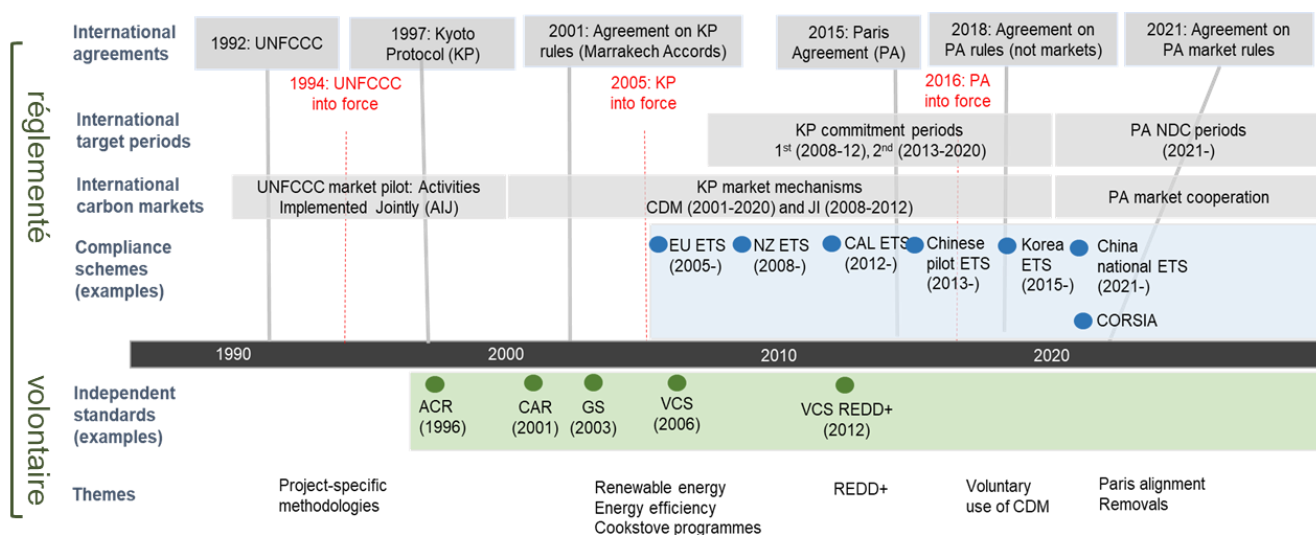 réglementé
International
agreements
1992: UNFCCC
1997: Kyoto
Protocol (KP)
2001: Agreement on KP
rules (Marrakech Accords)
2015: Paris
Agreement (PA)
2018: Agreement on
PA rules (not markets)
2021: Agreement on
PA market rules
1994: UNFCCC
into force
2005: KP
into force
2016: PA
into force
International
target periods
KP commitment periods
1st (2008-12), 2nd (2013-2020)
PA NDC periods
(2021-)
International
carbon markets
UNFCCC market pilot: Activities
Implemented Jointly (AIJ)
KP market mechanisms
CDM (2001-2020) and JI (2008-2012)
PA market cooperation
Compliance
schemes
(examples)
EU ETS
(2005-)
NZ ETS
(2008-)
CAL ETS
(2012-)
Chinese
pilot ETS
(2013-)
Korea
ETS
(2015-)
China
national ETS
(2021-)
CORSIA
1990
2000
2010
2020
volontaire
Independent
standards
(examples)
ACR
(1996)
CAR
(2001)
GS
(2003)
VCS
(2006)
VCS REDD+
(2012)
Themes
Project-specific
methodologies
Renewable energy
Energy efficiency
Cookstove programmes
REDD+
Voluntary
use of CDM
Paris alignment
Removals